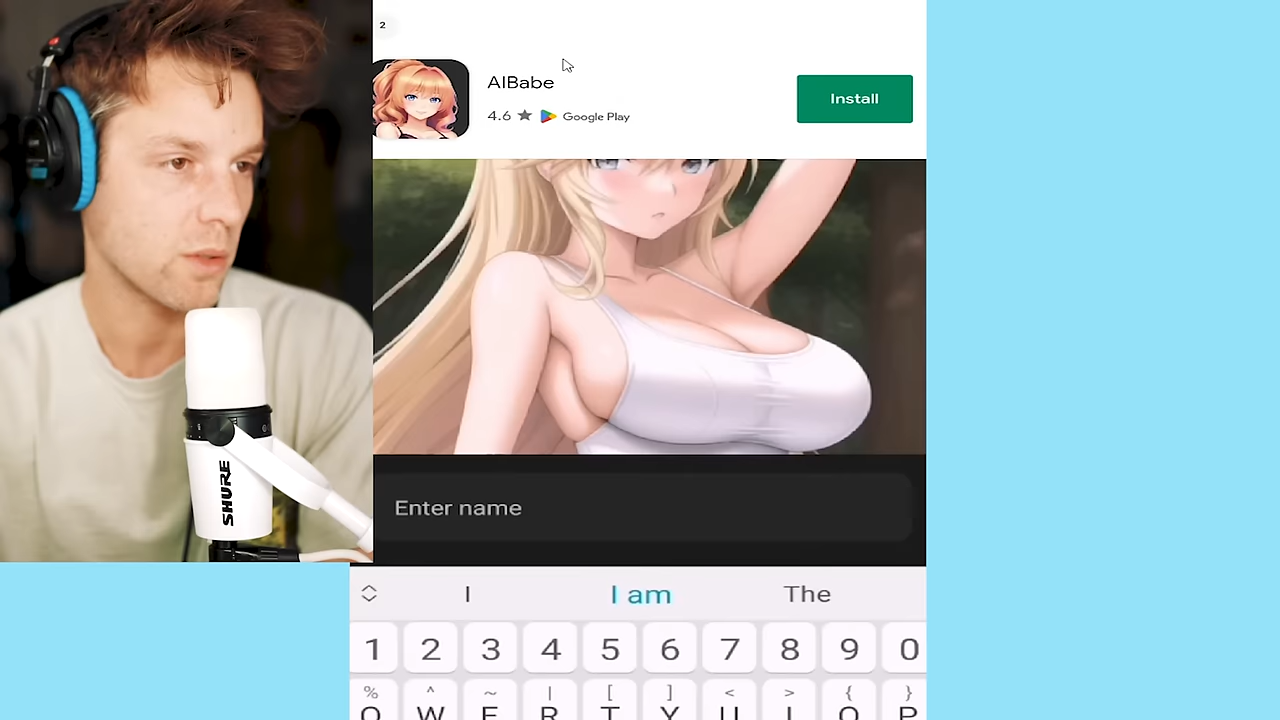 2
AIBabe
4.6 Google Play
Install
Enter name
SHURE
I I am The
1 2 3 4 5 6 7 8 9 0
% ^ ~ | [ ] < > { }
Q W E R T Y U I O P